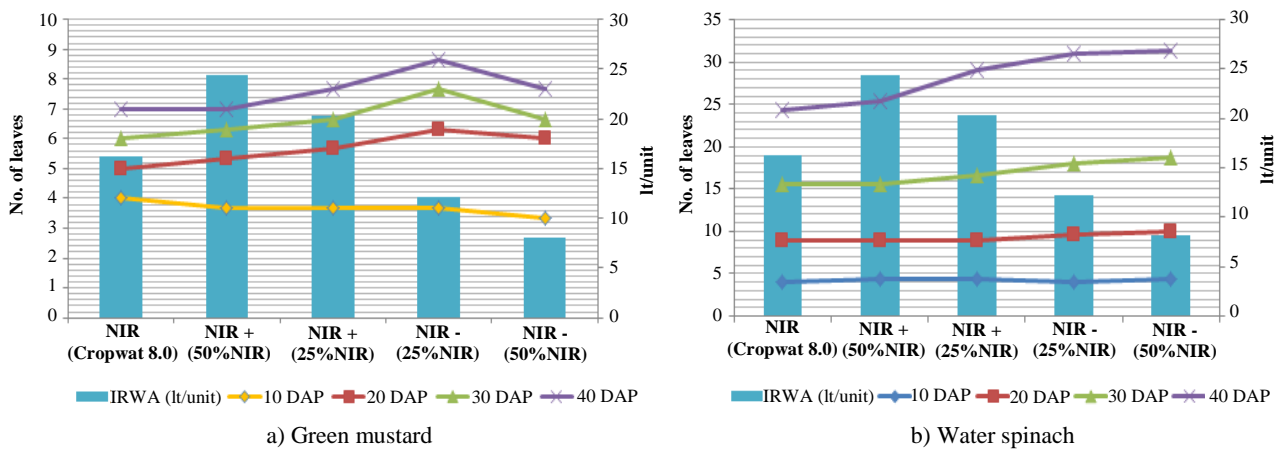 10
9
8
7
6
5
4
3
2
1
0
No. of leaves
30
25
20
15
10
5
0
lt/unit
NIR
(Cropwat 8.0)
NIR +
(50%NIR)
NIR +
(25%NIR)
NIR -
(25%NIR)
NIR -
(50%NIR)
IRWA (lt/unit) 10 DAP 20 DAP 30 DAP 40 DAP
a) Green mustard
35
30
25
20
15
10
5
0
No. of leaves
30
25
20
15
10
5
0
lt/unit
NIR
(Cropwat 8.0)
NIR +
(50%NIR)
NIR +
(25%NIR)
NIR -
(25%NIR)
NIR -
(50%NIR)
IRWA (lt/unit) 10 DAP 20 DAP 30 DAP 40 DAP
b) Water spinach